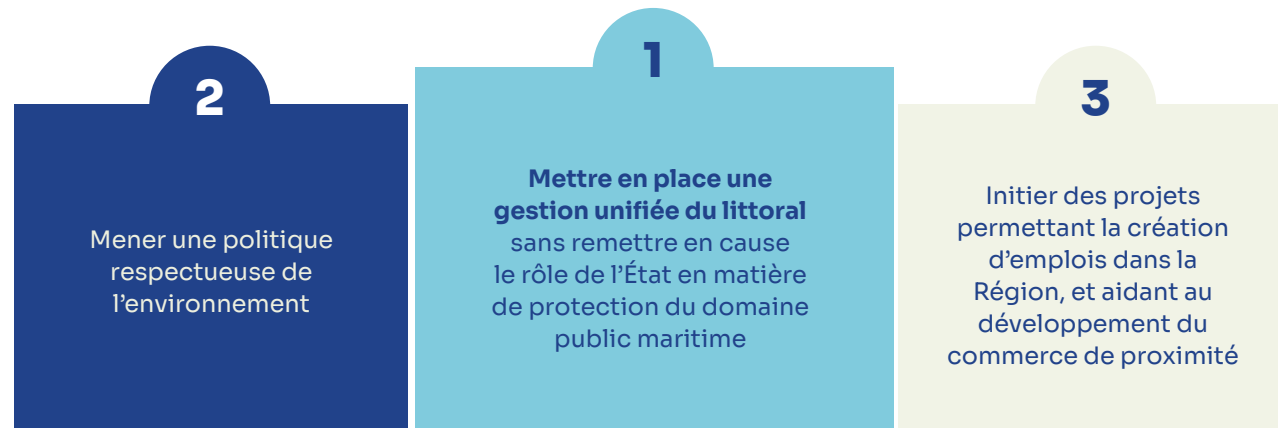 2
Mener une politique
respectueuse de
l’environnement
1
Mettre en place une
gestion unifiée du littoral
sans remettre en cause
le rôle de l’État en matière
de protection du domaine
public maritime
3
Initier des projets
permettant la création
d’emplois dans la
Région, et aidant au
développement du
commerce de proximité